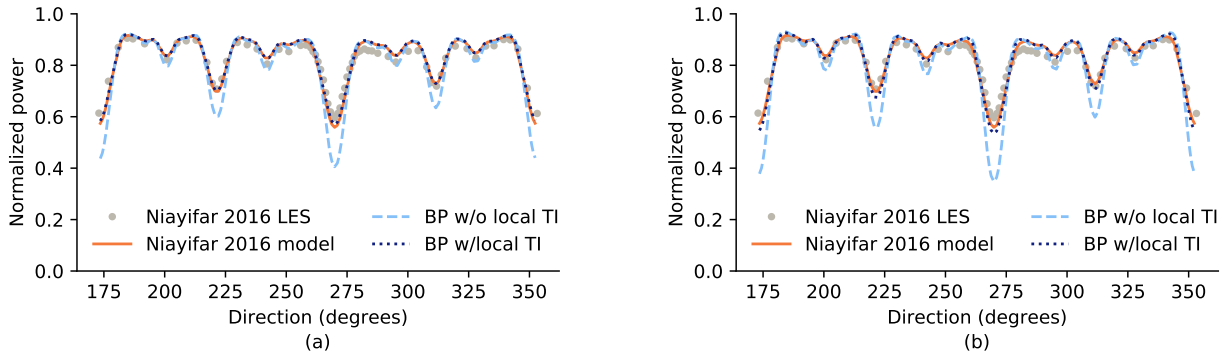 1.0
0.8
0.6
0.4
0.2
0.0
Normalized power
Niayifar 2016 LES
Niayifar 2016 model
BP w/o local TI
BP w/local TI
175 200 225 250 275 300 325 350
Direction (degrees)
(a)
1.0
0.8
0.6
0.4
0.2
0.0
Normalized power
Niayifar 2016 LES
Niayifar 2016 model
BP w/o local TI
BP w/local TI
175 200 225 250 275 300 325 350
Direction (degrees)
(b)